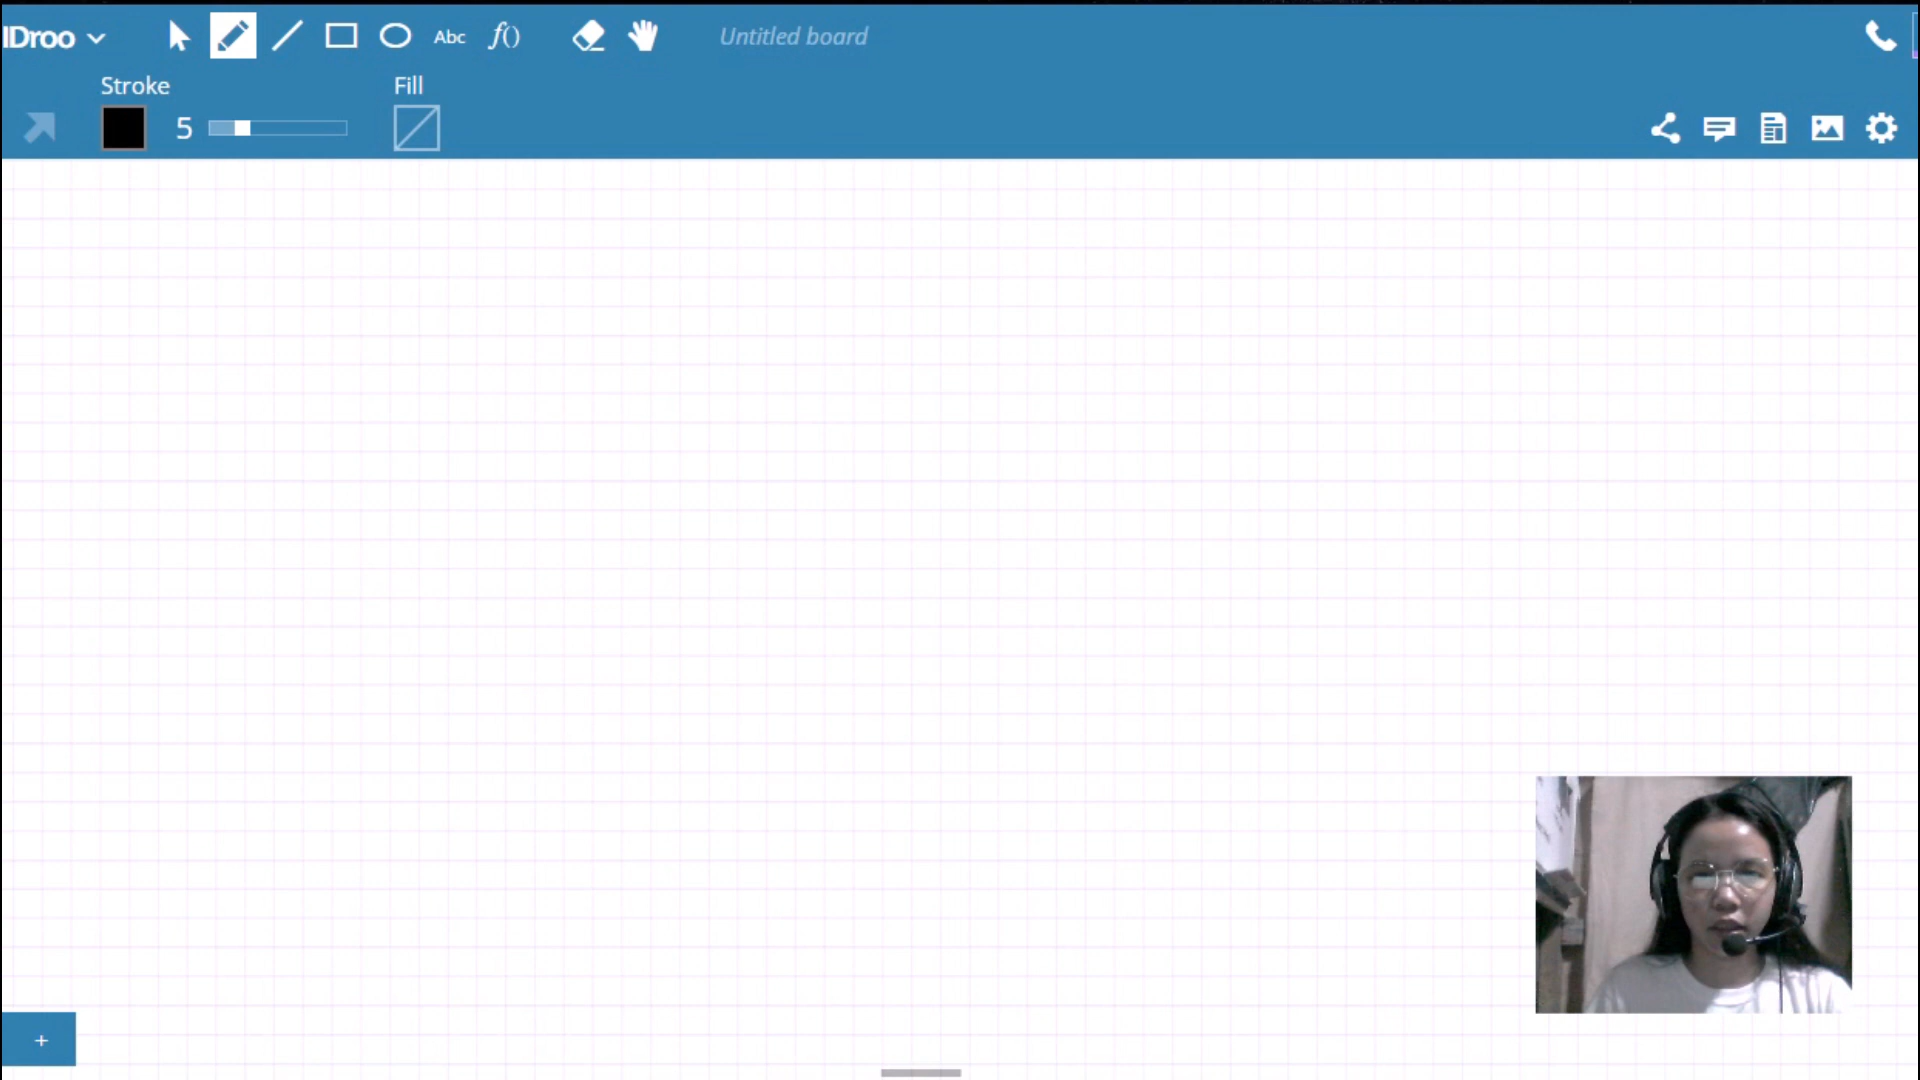 IDroo
Abc
f()
Untitled board
Stroke
Fill
5
+